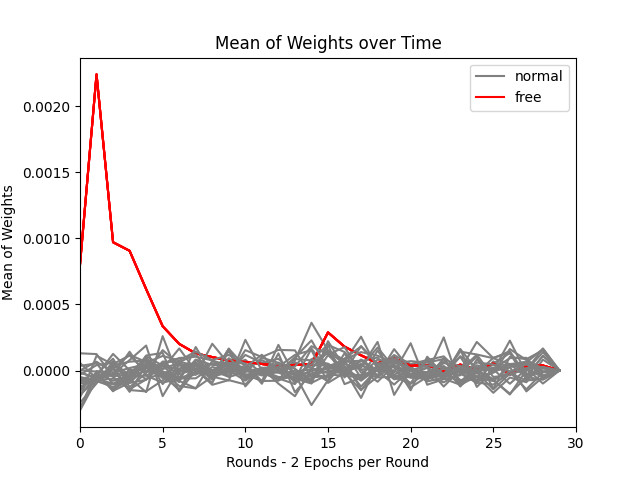 Mean of Weights over Time
normal
free
Mean of Weights
0.0020
0.0015
0.0010
0.0005
0.0000
0
5
10
15
20
25
30
Rounds - 2 Epochs per Round